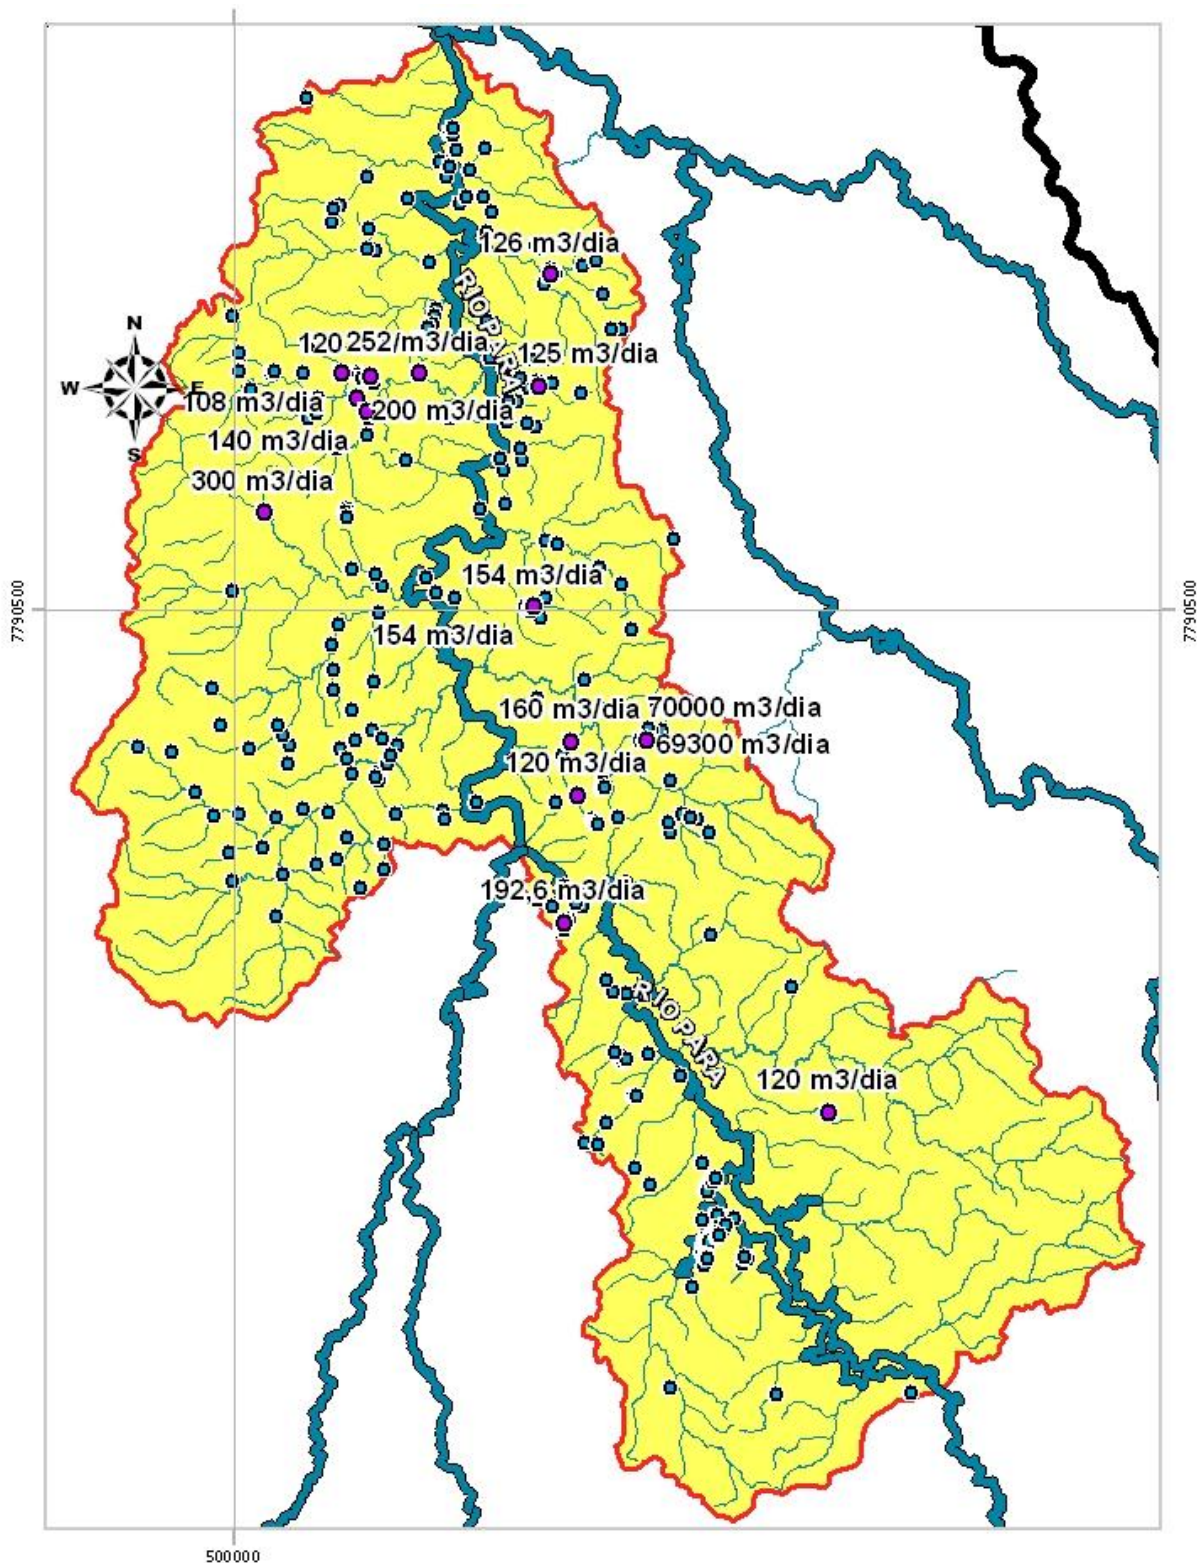 126 m3/dia
RIO PARA
N
120 252/m3/dia
125 m3/dia
W
E
108 m3/dia
200 m3/dia
140 m3/dia
S
300 m3/dia
154 m3/dia
7790500
7790500
154 m3/dia
160 m3/dia
70000 m3/dia
69300 m3/dia
120 m3/dia
192,6 m3/dia
RIO PARA
120 m3/dia
500000